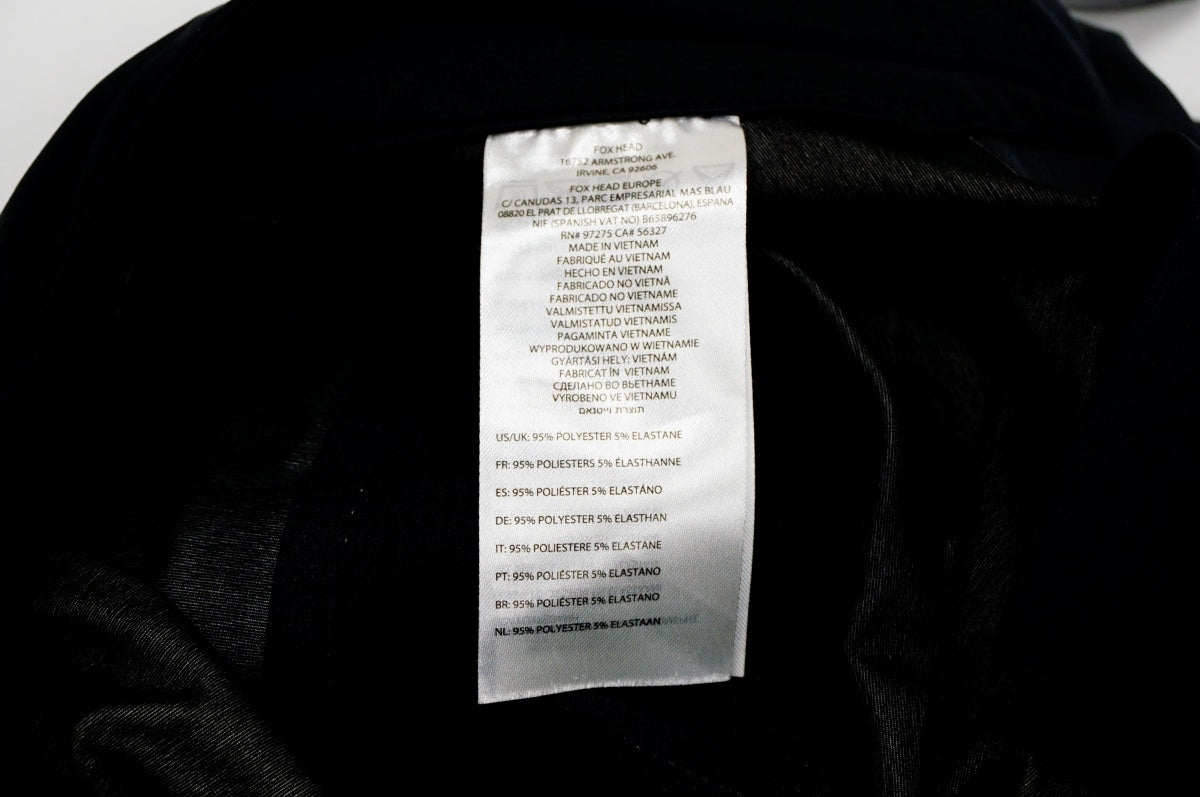 FOX HEAD
16752 ARMSTRONG AVE.
IRVINE, CA 92606
FOX HEAD EUROPE
C/ CANUDAS 13, PARC EMPRESARIAL MAS BLAU
08820 EL PRAT DE LLOBREGAT (BARCELONA), ESPANA
NIF (SPANISH VAT NO) B65896276
RN# 97275 CA# 56327
MADE IN VIETNAM
FABRIQUÉ AU VIETNAM
HECHO EN VIETNAM
FABRICADO NO VIETNÃ
FABRICADO NO VIETNAME
VALMISTETTU VIETNAMISSA
VALMISTATUD VIETNAMIS
PAGAMINTA VIETNAME
WYPRODUKOWANO W WIETNAMIE
GYÁRTÁSI HELY: VIETNÁM
FABRICAT ÎN VIETNAM
СДЕЛАНО ВО ВЬЕТНАМЕ
VYROBENO VE VIETNAMU
תוצרת וייטנאם
US/UK: 95% POLYESTER 5% ELASTANE
FR: 95% POLIESTERS 5% ÉLASTHANNE
ES: 95% POLIÉSTER 5% ELASTÁNO
DE: 95% POLYESTER 5% ELASTHAN
IT: 95% POLIESTERE 5% ELASTANE
PT: 95% POLIÉSTER 5% ELASTANO
BR: 95% POLIÉSTER 5% ELASTANO
NL: 95% POLYESTER 5% ELASTAAN